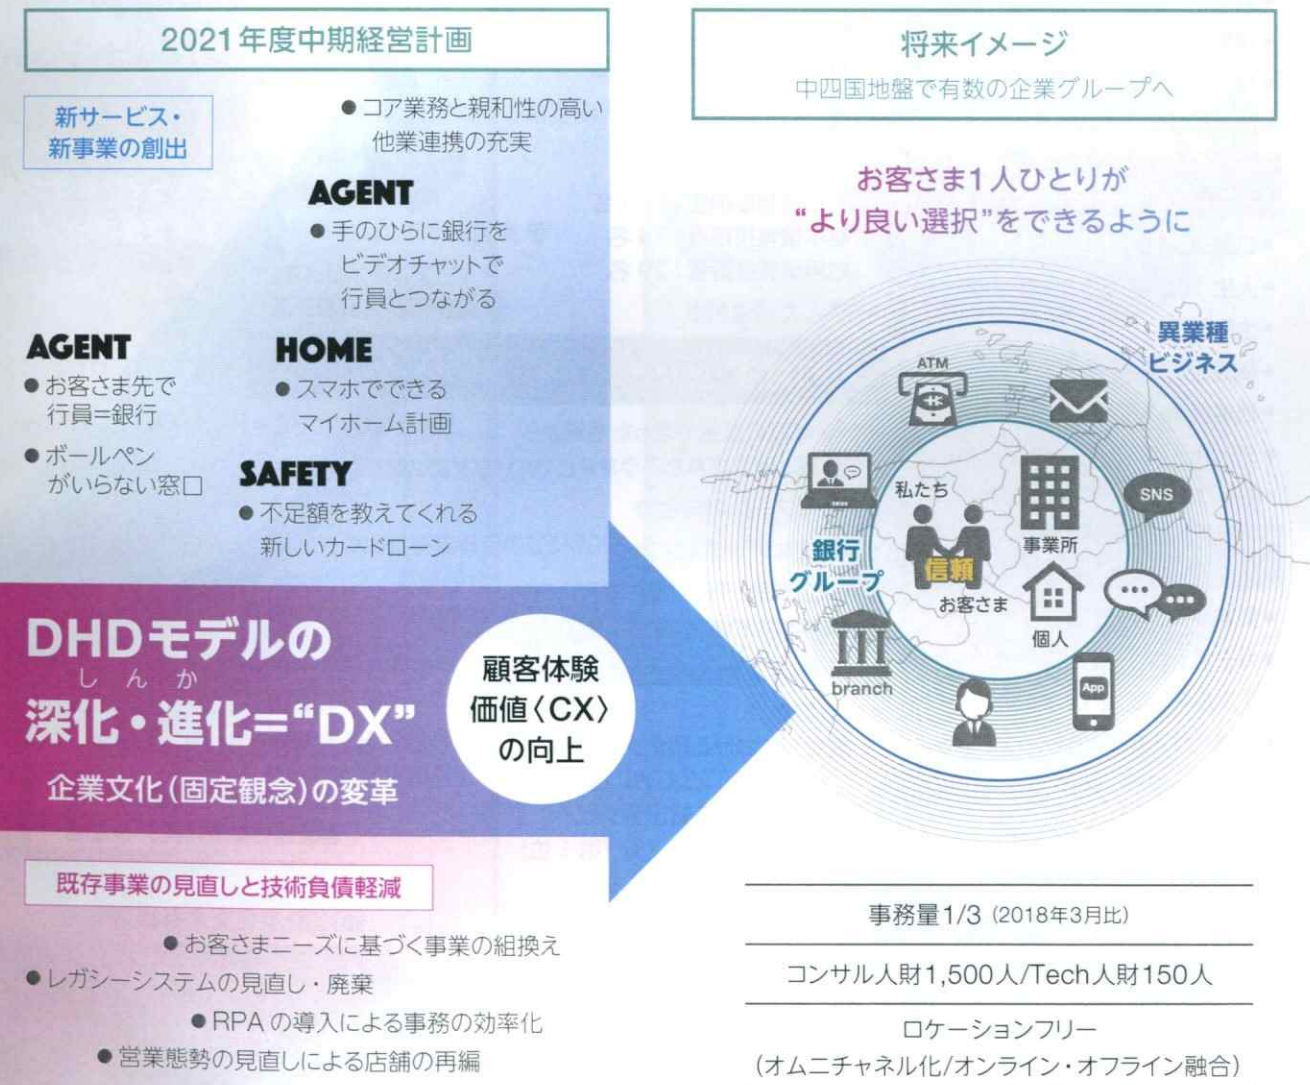 2021年度中期経営計画
新サービス・
新事業の創出
●コア業務と親和性の高い
他業連携の充実
AGENT
●手のひらに銀行を
ビデオチャットで
行員とつながる
AGENT
●お客さま先で
行員=銀行
●ボールペン
がいらない窓口
HOME
●スマホでできる
マイホーム計画
SAFETY
●不足額を教えてくれる
新しいカードローン
DHDモデルの
しんか
深化・進化=“DX”
企業文化(固定観念)の変革
顧客体験
価値〈CX〉
の向上
既存事業の見直しと技術負債軽減
●お客さまニーズに基づく事業の組換え
●レガシーシステムの見直し・廃棄
●RPAの導入による事務の効率化
●営業態勢の見直しによる店舗の再編
将来イメージ
中四国地盤で有数の企業グループへ
お客さま1人ひとりが
“より良い選択”をできるように
異業種
ビジネス
ATM
私たち
SNS
事業所
銀行
グループ
信頼
お客さま
個人
branch
App
事務量1/3 (2018年3月比)
コンサル人財1,500人/Tech人財150人
ロケーションフリー
(オムニチャネル化/オンライン・オフライン融合)